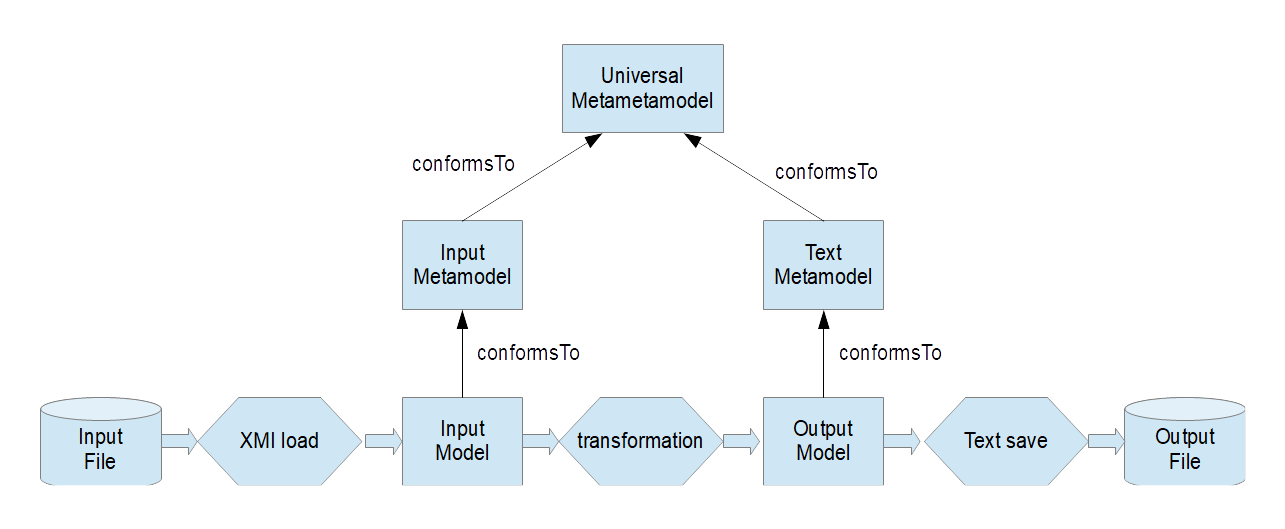 Universal
Metametamodel
conformsTo
conformsTo
Input
Metamodel
Text
Metamodel
conformsTo
conformsTo
Input
File
XMI load
Input
Model
transformation
Output
Model
Text save
Output
File